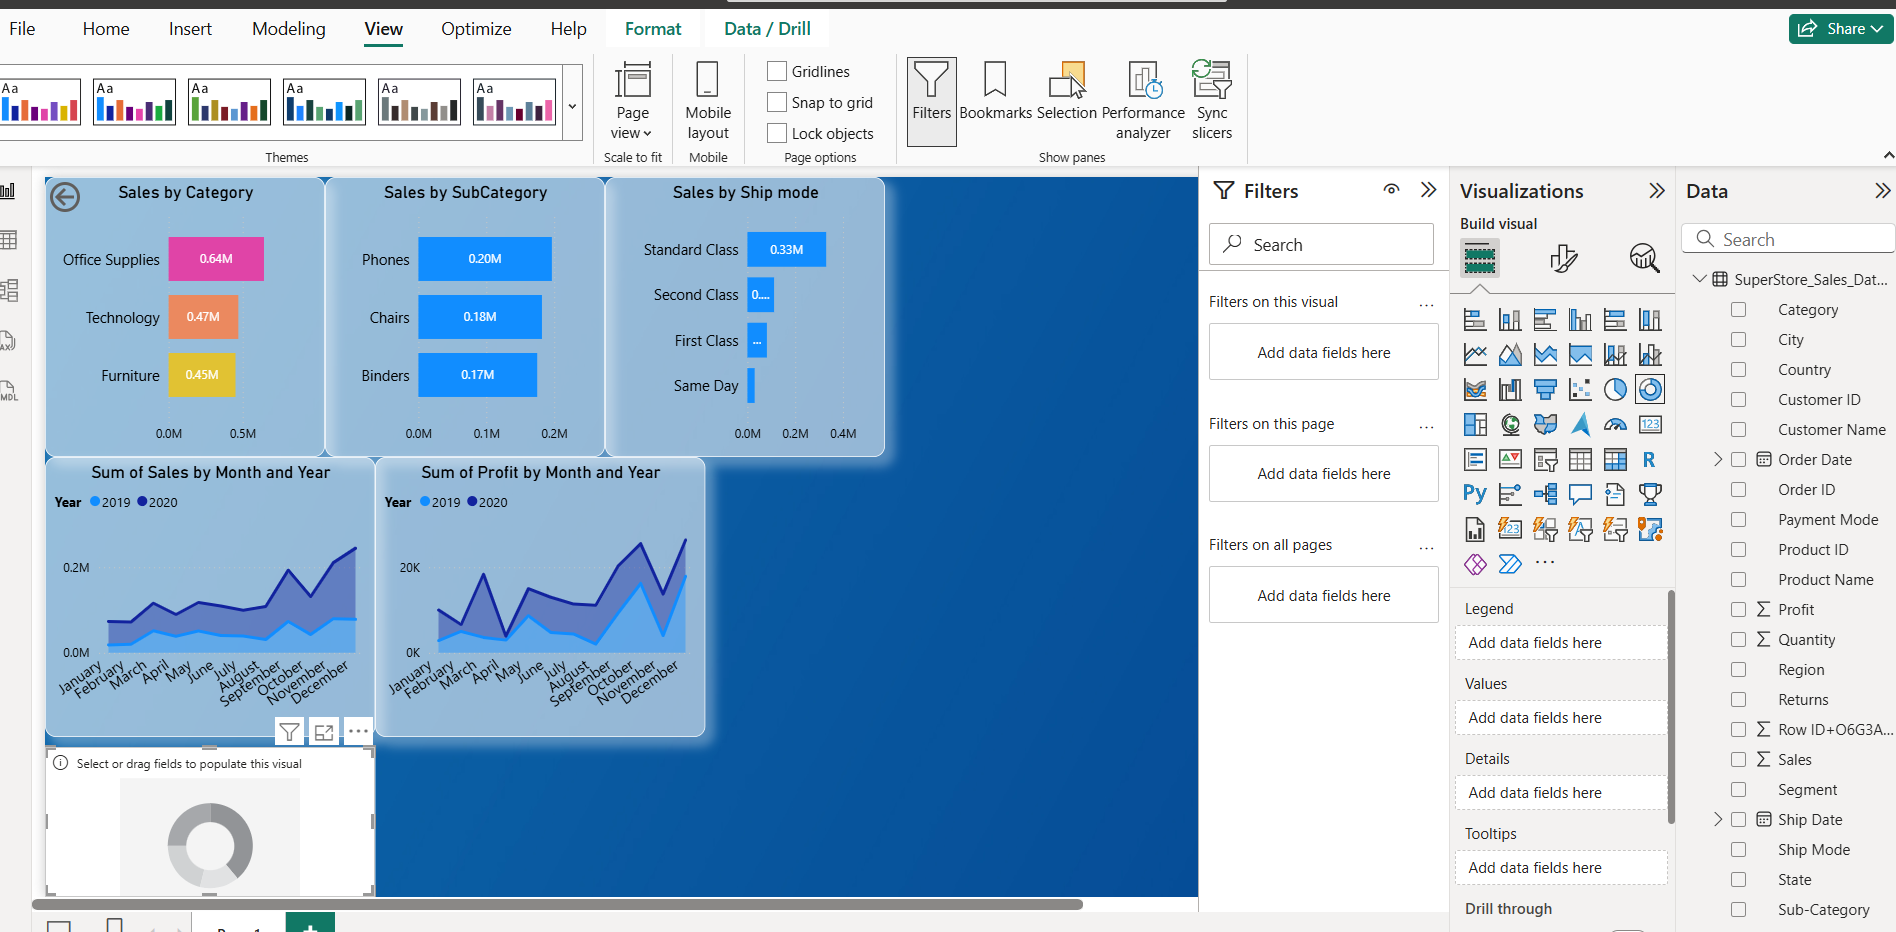 File Home Insert Modeling View Optimize Help Format Data / Drill Share
Aa Aa Aa Aa Aa Aa
Page view
Mobile layout
Gridlines
Snap to grid
Lock objects
Filters
Bookmarks
Selection
Performance analyzer
Sync slicers
Themes
Scale to fit
Mobile
Page options
Show panes
Sales by Category
Office Supplies 0.64M
Technology 0.47M
Furniture 0.45M
0.0M 0.5M
Sales by SubCategory
Phones 0.20M
Chairs 0.18M
Binders 0.17M
0.0M 0.1M 0.2M
Sales by Ship mode
Standard Class 0.33M
Second Class 0....
First Class ...
Same Day
0.0M 0.2M 0.4M
Sum of Sales by Month and Year
Year 2019 2020
0.2M
0.0M
January February March April May June July August September October November December
Sum of Profit by Month and Year
Year 2019 2020
20K
0K
January February March April May June July August September October November December
Select or drag fields to populate this visual
Filters
Search
Filters on this visual ...
Add data fields here
Filters on this page ...
Add data fields here
Filters on all pages ...
Add data fields here
Visualizations
Build visual
123
R
Py
123
...
Legend
Add data fields here
Values
Add data fields here
Details
Add data fields here
Tooltips
Add data fields here
Drill through
Data
Search
SuperStore_Sales_Dat...
Category
City
Country
Customer ID
Customer Name
Order Date
Order ID
Payment Mode
Product ID
Product Name
Profit
Quantity
Region
Returns
Row ID+O6G3A...
Sales
Segment
Ship Date
Ship Mode
State
Sub-Category